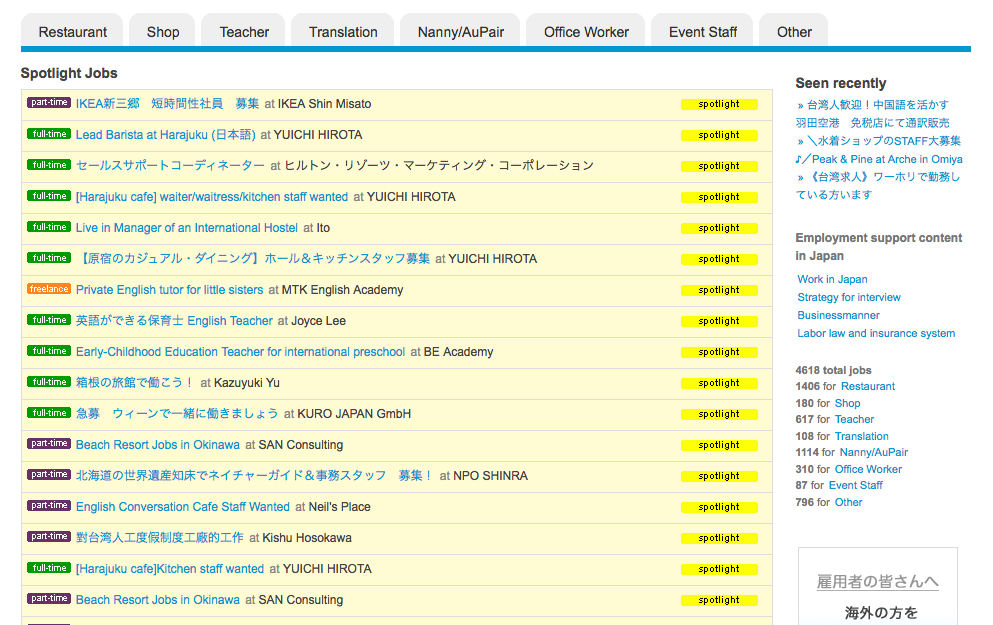 Restaurant Shop Teacher Translation Nanny/AuPair Office Worker Event Staff Other
Spotlight Jobs
part-time IKEA新三郷　短時間性社員　募集 at IKEA Shin Misato spotlight
full-time Lead Barista at Harajuku (日本語) at YUICHI HIROTA spotlight
full-time セールスサポートコーディネーター at ヒルトン・リゾーツ・マーケティング・コーポレーション spotlight
full-time [Harajuku cafe] waiter/waitress/kitchen staff wanted at YUICHI HIROTA spotlight
full-time Live in Manager of an International Hostel at Ito spotlight
full-time 【原宿のカジュアル・ダイニング】ホール＆キッチンスタッフ募集 at YUICHI HIROTA spotlight
freelance Private English tutor for little sisters at MTK English Academy spotlight
full-time 英語ができる保育士 English Teacher at Joyce Lee spotlight
full-time Early-Childhood Education Teacher for international preschool at BE Academy spotlight
full-time 箱根の旅館で働こう！ at Kazuyuki Yu spotlight
full-time 急募　ウィーンで一緒に働きましょう at KURO JAPAN GmbH spotlight
part-time Beach Resort Jobs in Okinawa at SAN Consulting spotlight
part-time 北海道の世界遺産知床でネイチャーガイド＆事務スタッフ　募集！ at NPO SHINRA spotlight
part-time English Conversation Cafe Staff Wanted at Neil's Place spotlight
part-time 對台湾人工度假制度工廠的工作 at Kishu Hosokawa spotlight
full-time [Harajuku cafe]Kitchen staff wanted at YUICHI HIROTA spotlight
part-time Beach Resort Jobs in Okinawa at SAN Consulting spotlight
Seen recently
» 台湾人歓迎！中国語を活かす
羽田空港　免税店にて通訳販売
» ＼水着ショップのSTAFF大募集
♪／Peak & Pine at Arche in Omiya
» 《台湾求人》ワーホリで勤務し
ている方います
Employment support content
in Japan
Work in Japan
Strategy for interview
Businessmanner
Labor law and insurance system
4618 total jobs
1406 for Restaurant
180 for Shop
617 for Teacher
108 for Translation
1114 for Nanny/AuPair
310 for Office Worker
87 for Event Staff
796 for Other
雇用者の皆さんへ
海外の方を